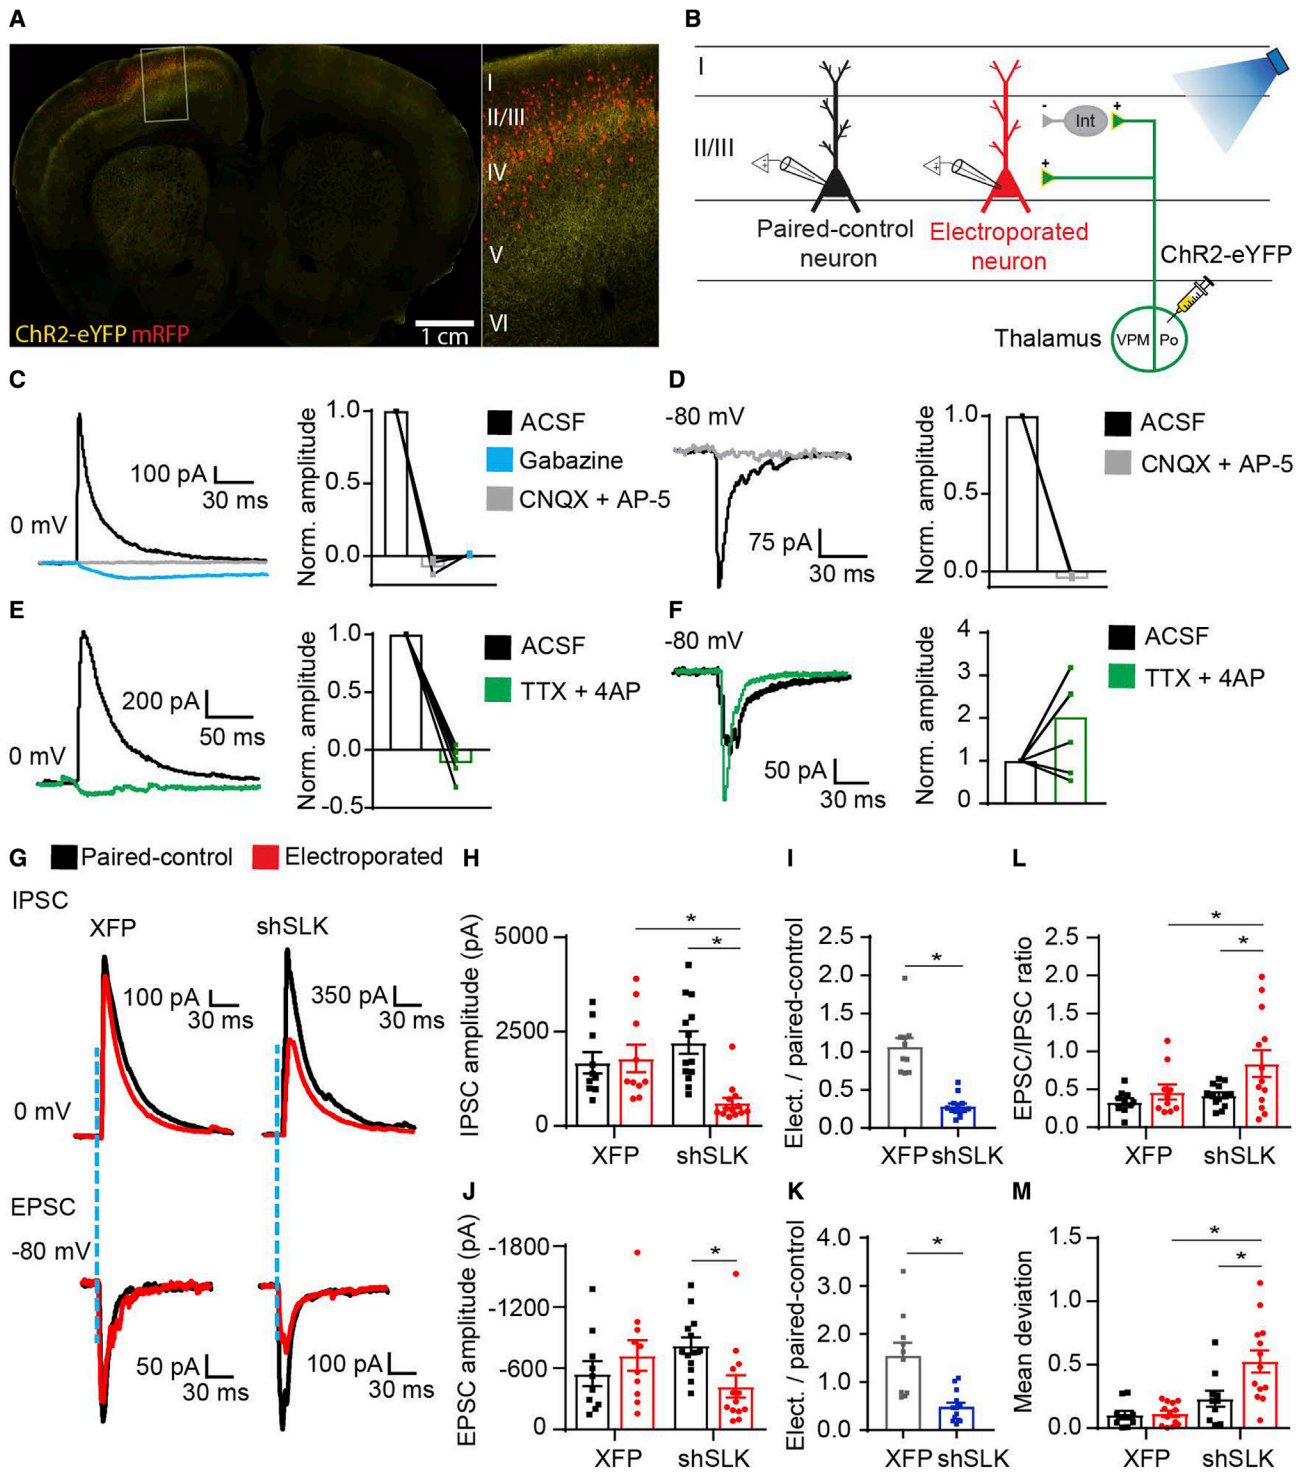 A
I
II/III
IV
V
VI
ChR2-eYFP mRFP
1 cm
B
I
II/III
- Int +
+
+
+
Paired-control
neuron
Electroporated
neuron
ChR2-eYFP
Thalamus
VPM Po
C
100 pA
30 ms
0 mV
Norm. amplitude
1.0
0.5
0.0
ACSF
Gabazine
CNQX + AP-5
D
-80 mV
75 pA
30 ms
Norm. amplitude
1.0
0.5
0.0
ACSF
CNQX + AP-5
E
200 pA
50 ms
0 mV
Norm. amplitude
1.0
0.5
0.0
-0.5
ACSF
TTX + 4AP
F
-80 mV
50 pA
30 ms
Norm. amplitude
4
3
2
1
0
ACSF
TTX + 4AP
G
Paired-control
Electroporated
IPSC
XFP
shSLK
100 pA
30 ms
350 pA
30 ms
0 mV
EPSC
-80 mV
50 pA
30 ms
100 pA
30 ms
H
IPSC amplitude (pA)
5000
2500
0
*
*
XFP
shSLK
I
Elect. / paired-control
2.5
2.0
1.5
1.0
0.5
0.0
*
XFP shSLK
L
EPSC/IPSC ratio
2.5
2.0
1.5
1.0
0.5
0.0
*
*
XFP
shSLK
J
EPSC amplitude (pA)
-1800
-1200
-600
0
*
XFP
shSLK
K
Elect. / paired-control
4.0
3.0
2.0
1.0
0.0
*
XFP shSLK
M
Mean deviation
1.5
1.0
0.5
0.0
*
*
XFP
shSLK